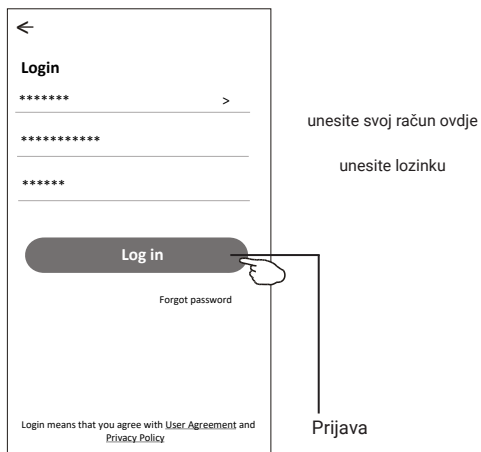 Login
******* >
***********
******
Log in
Forgot password
Login means that you agree with User Agreement and
Privacy Policy
unesite svoj račun ovdje
unesite lozinku
Prijava